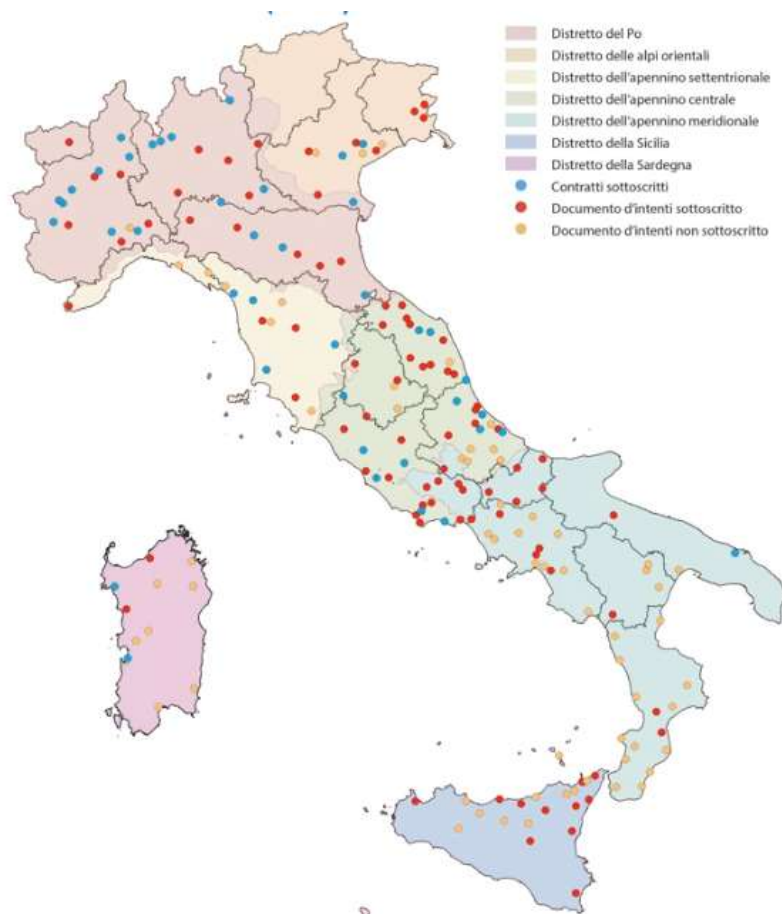 Distretto del Po
Distretto delle alpi orientali
Distretto dell'apennino settentrionale
Distretto dell'apennino centrale
Distretto dell'apennino meridionale
Distretto della Sicilia
Distretto della Sardegna
Contratti sottoscritti
Documento d'intenti sottoscritto
Documento d'intenti non sottoscritto